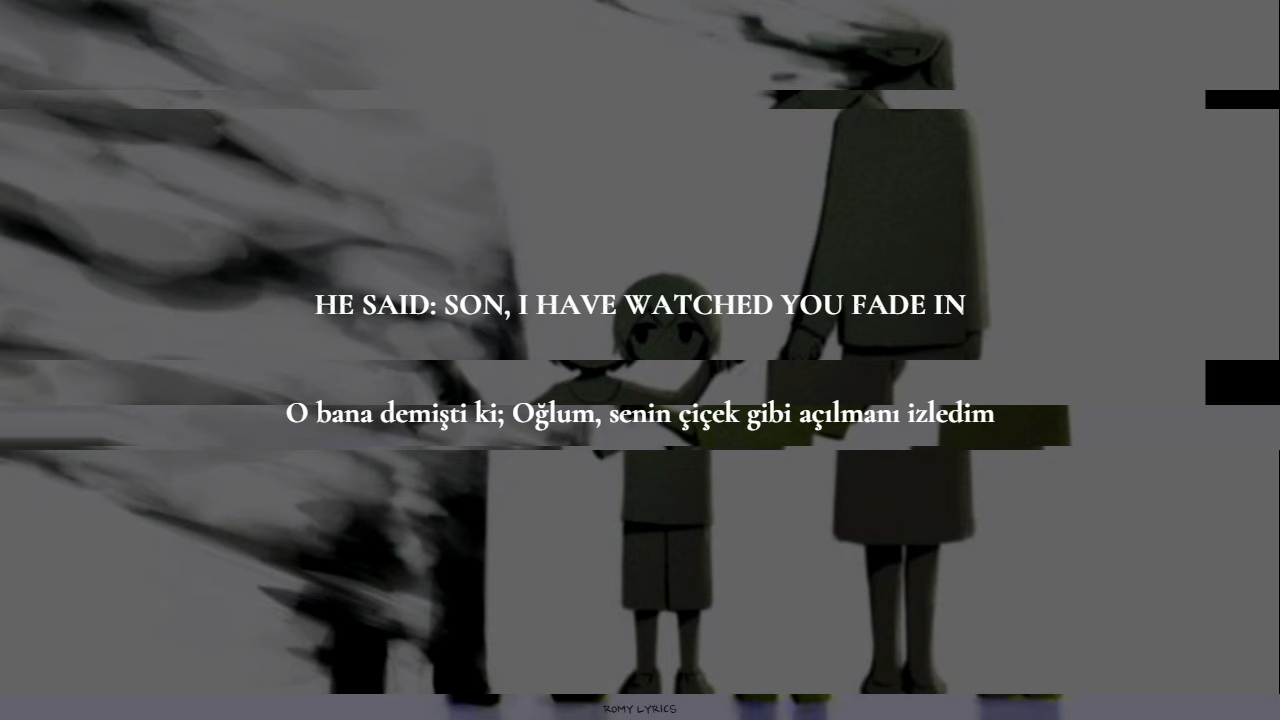 HE SAID: SON, I HAVE WATCHED YOU FADE IN
O bana demişti ki; Oğlum, senin çiçek gibi açılmanı izledim
ROMY LYRICS